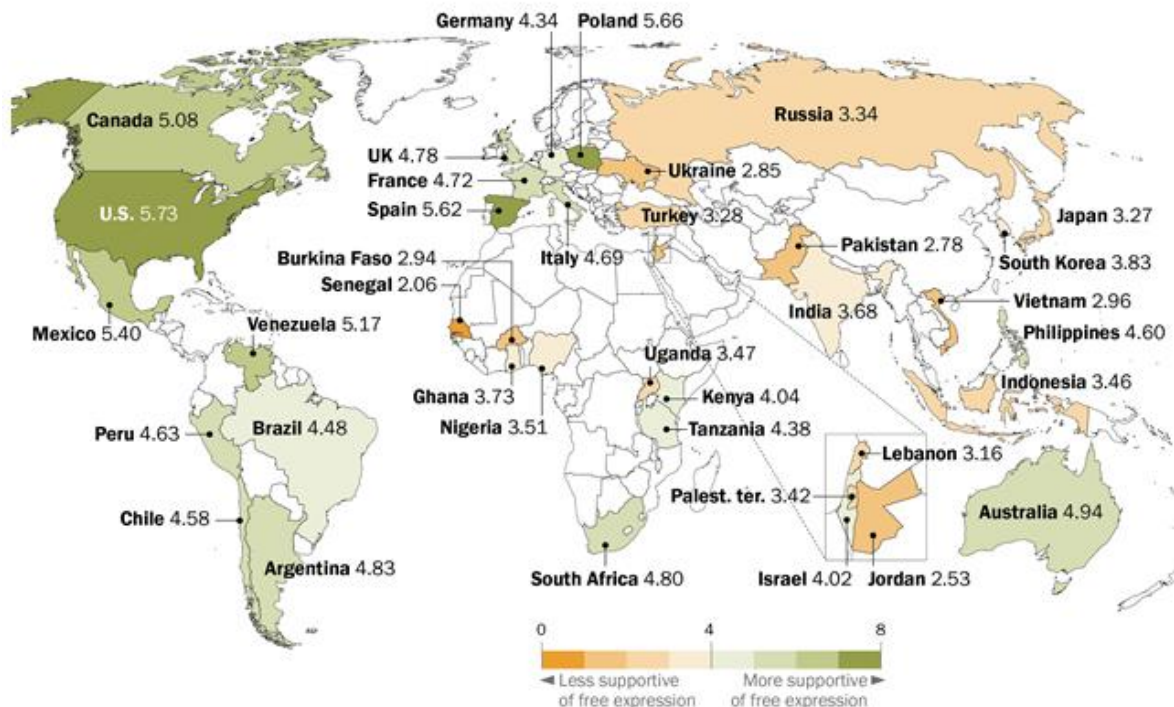 Germany 4.34
Poland 5.66
Canada 5.08
Russia 3.34
UK 4.78
Ukraine 2.85
France 4.72
U.S. 5.73
Spain 5.62
Turkey 3.28
Japan 3.27
Pakistan 2.78
Burkina Faso 2.94
Italy 4.69
South Korea 3.83
Senegal 2.06
India 3.68
Vietnam 2.96
Mexico 5.40
Venezuela 5.17
Philippines 4.60
Uganda 3.47
Indonesia 3.46
Ghana 3.73
Kenya 4.04
Nigeria 3.51
Tanzania 4.38
Peru 4.63
Brazil 4.48
Lebanon 3.16
Palest. ter. 3.42
Chile 4.58
Australia 4.94
Argentina 4.83
South Africa 4.80
Israel 4.02
Jordan 2.53
0 4 8
Less supportive of free expression
More supportive of free expression